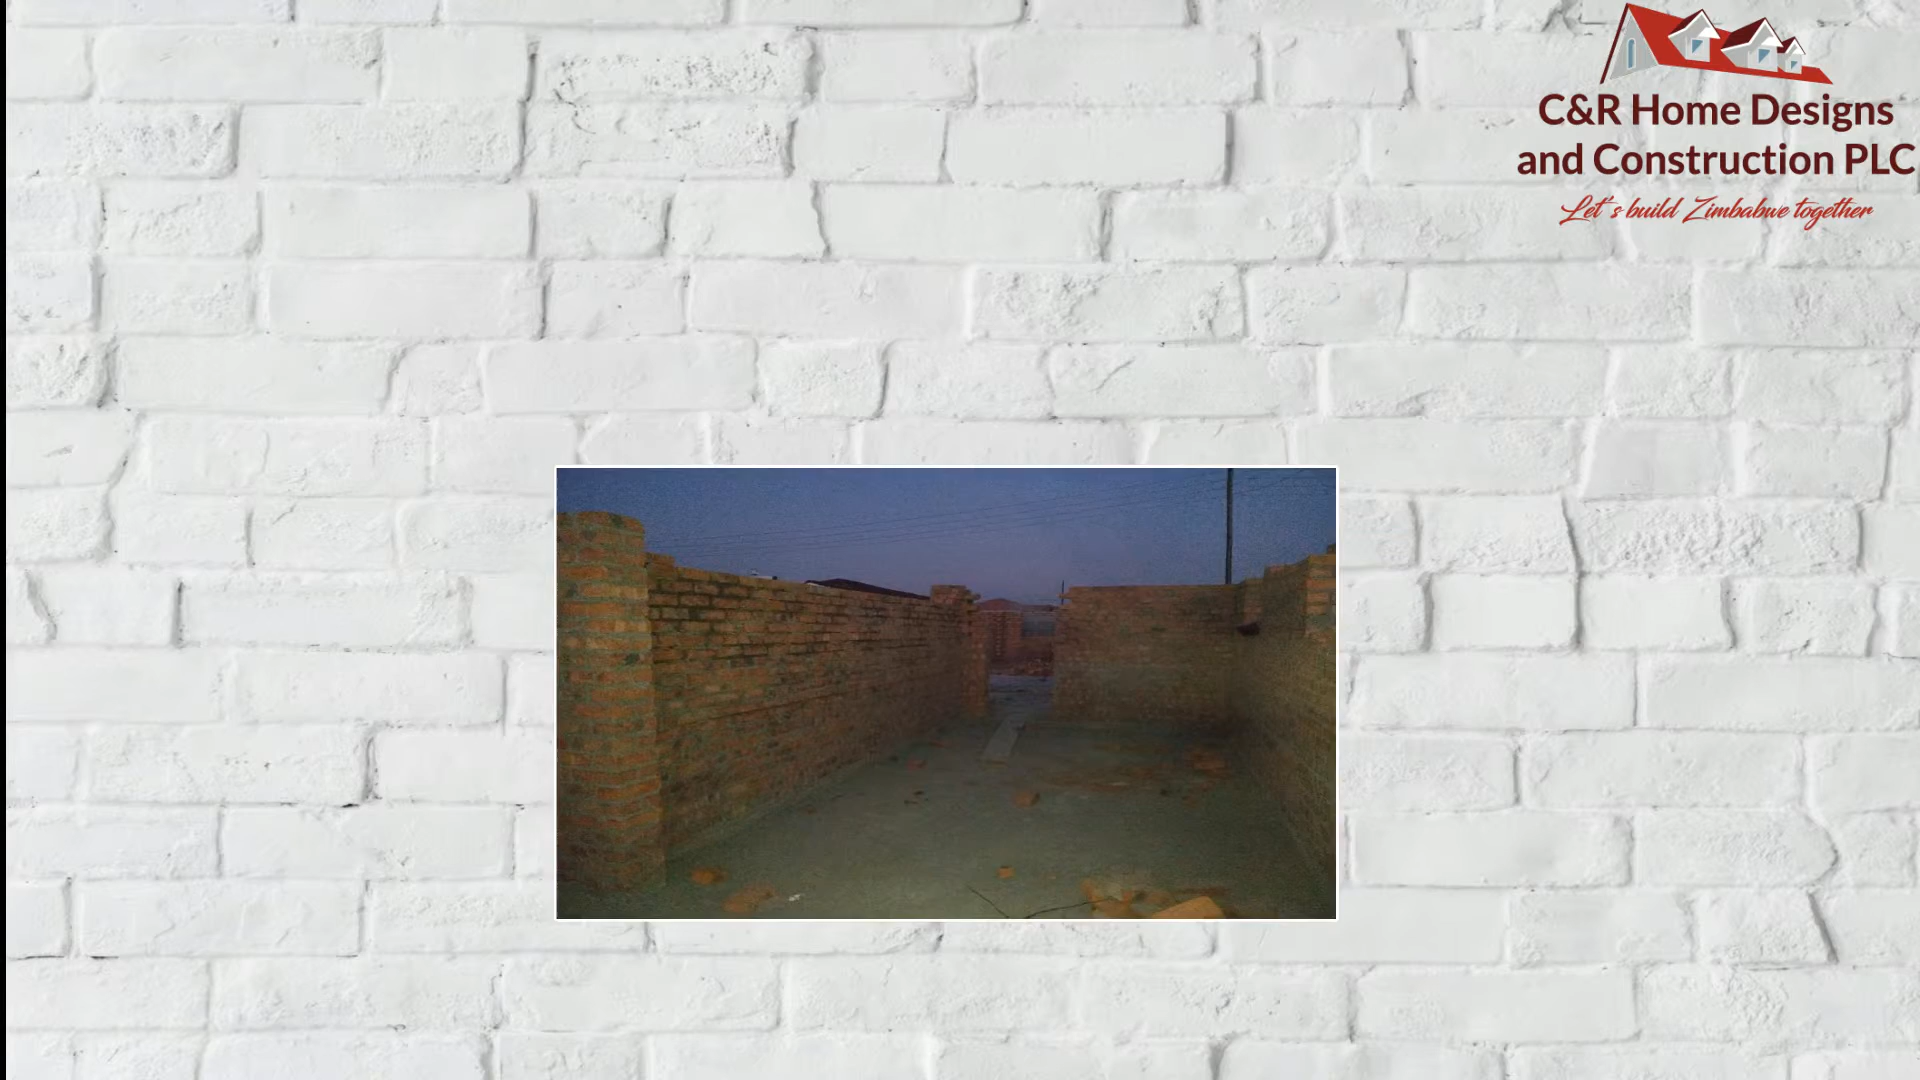 C&R Home Designs
and Construction PLC
Let's build Zimbabwe together